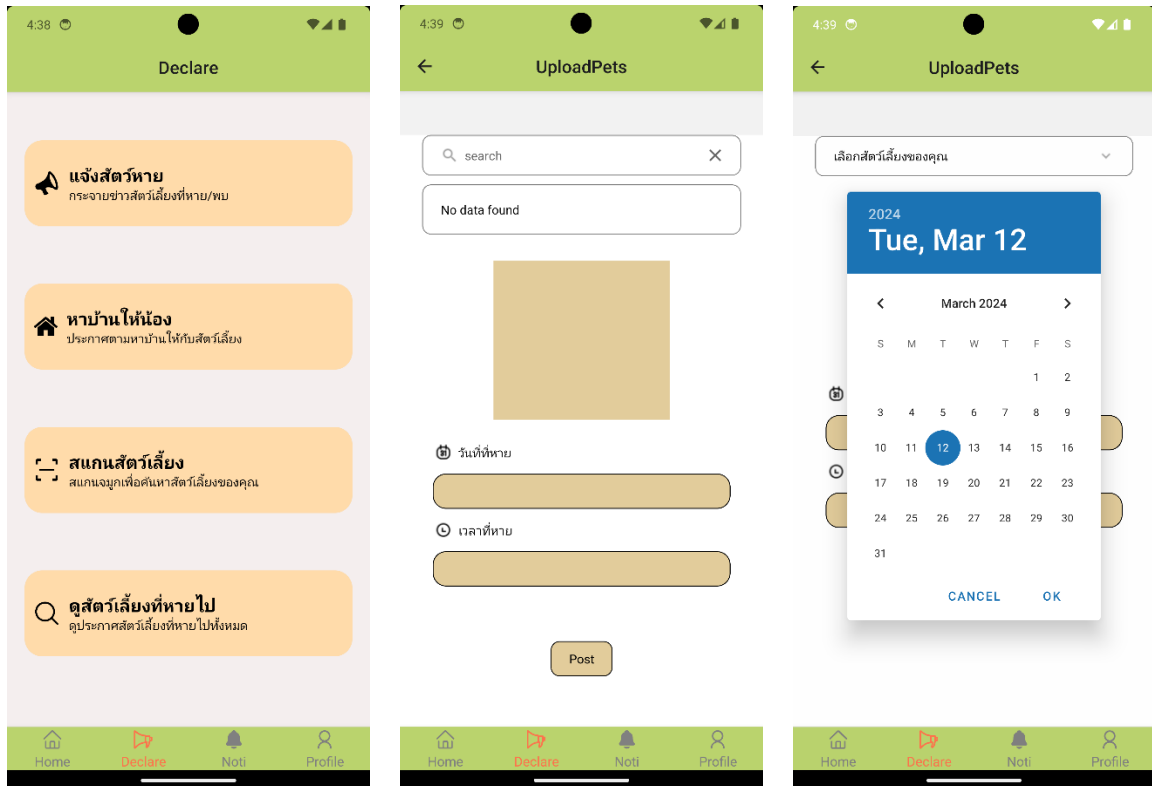 4:38
Declare
แจ้งสัตว์หาย
กระจายข่าวสัตว์เลี้ยงที่หาย/พบ
หาบ้านให้น้อง
ประกาศตามหาบ้านให้กับสัตว์เลี้ยง
สแกนสัตว์เลี้ยง
สแกนจมูกเพื่อค้นหาสัตว์เลี้ยงของคุณ
ดูสัตว์เลี้ยงที่หายไป
ดูประกาศสัตว์เลี้ยงที่หายไปทั้งหมด
Home Declare Noti Profile
4:39
UploadPets
search
No data found
31
วันที่ที่หาย
เวลาที่หาย
Post
Home Declare Noti Profile
4:39
UploadPets
เลือกสัตว์เลี้ยงของคุณ
2024
Tue, Mar 12
March 2024
S M T W T F S
1 2
3 4 5 6 7 8 9
10 11 12 13 14 15 16
17 18 19 20 21 22 23
24 25 26 27 28 29 30
31
CANCEL OK
31
Home Declare Noti Profile